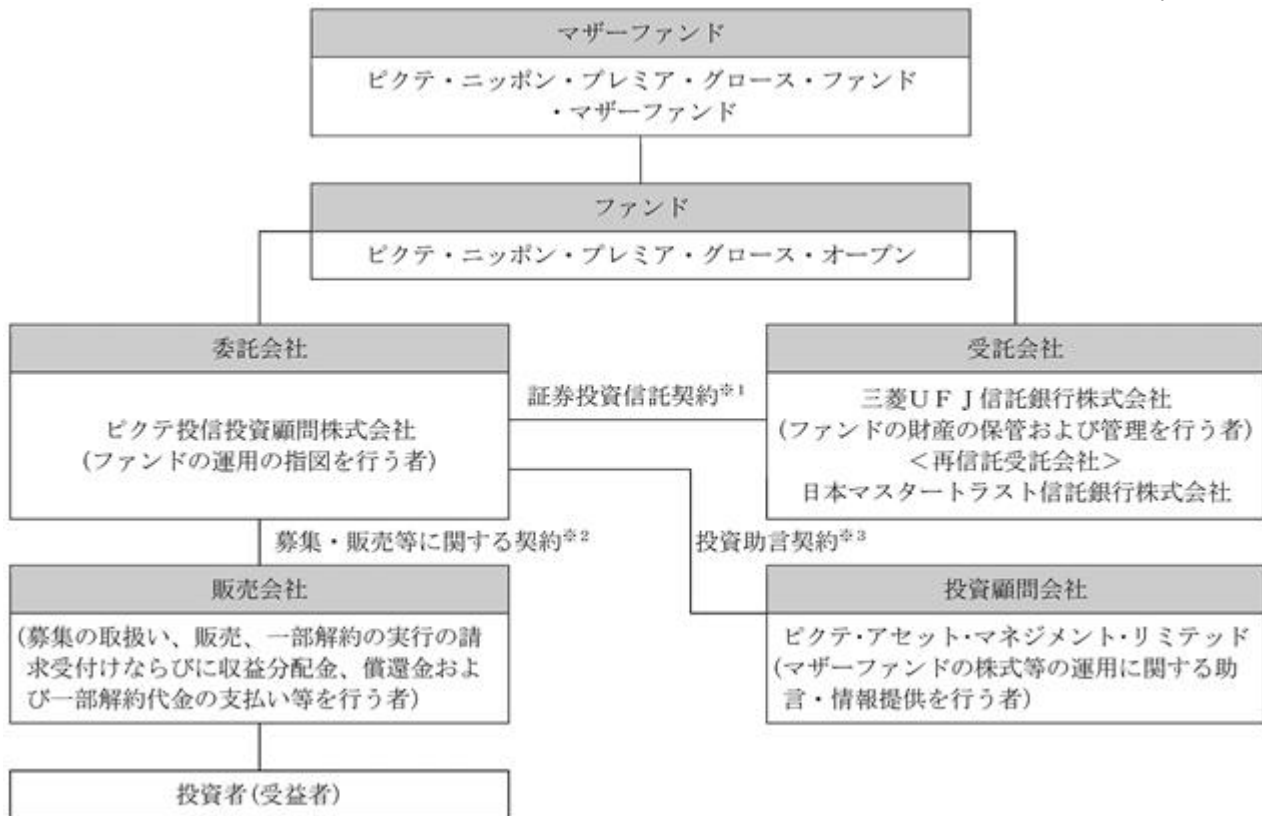 マザーファンド
ピクテ・ニッポン・プレミア・グロース・ファンド
・マザーファンド
ファンド
ピクテ・ニッポン・プレミア・グロース・オープン
委託会社
ピクテ投信投資顧問株式会社
(ファンドの運用の指図を行う者)
証券投資信託契約※1
受託会社
三菱UFJ信託銀行株式会社
(ファンドの財産の保管および管理を行う者)
<再信託受託会社>
日本マスタートラスト信託銀行株式会社
募集・販売等に関する契約※2
投資助言契約※3
販売会社
(募集の取扱い、販売、一部解約の実行の請
求受付けならびに収益分配金、償還金およ
び一部解約代金の支払い等を行う者)
投資顧問会社
ピクテ・アセット・マネジメント・リミテッド
(マザーファンドの株式等の運用に関する助
言・情報提供を行う者)
投資者(受益者)